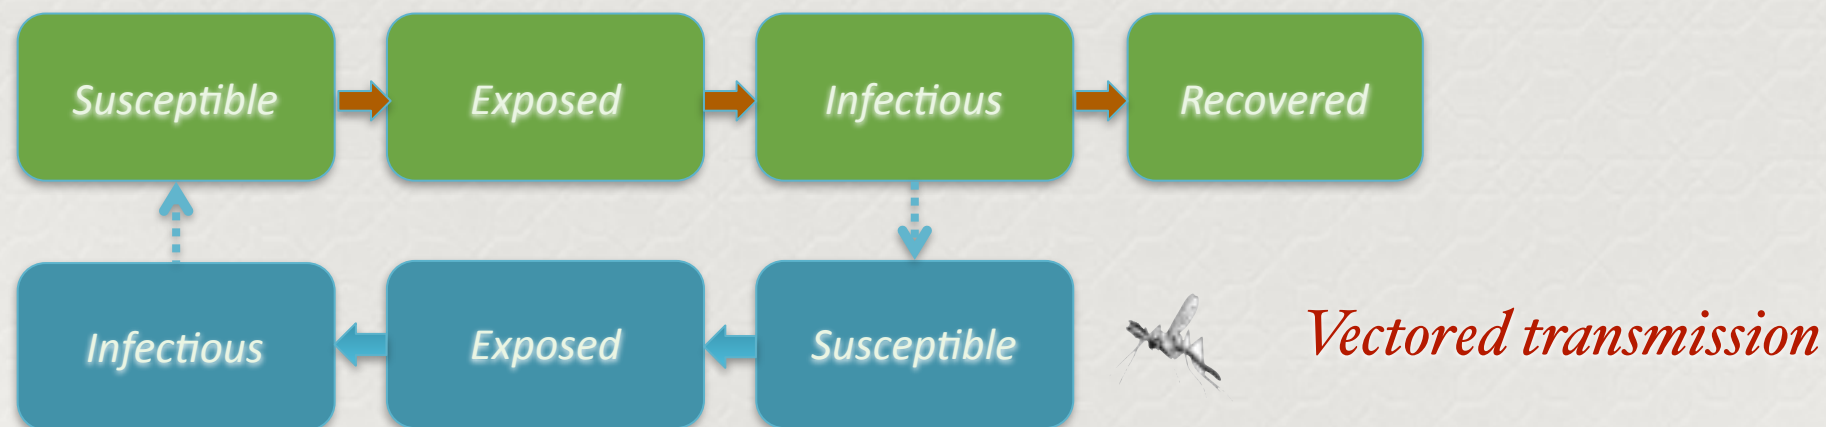 Susceptible
Exposed
Infectious
Recovered
Infectious
Exposed
Susceptible
Vectored transmission